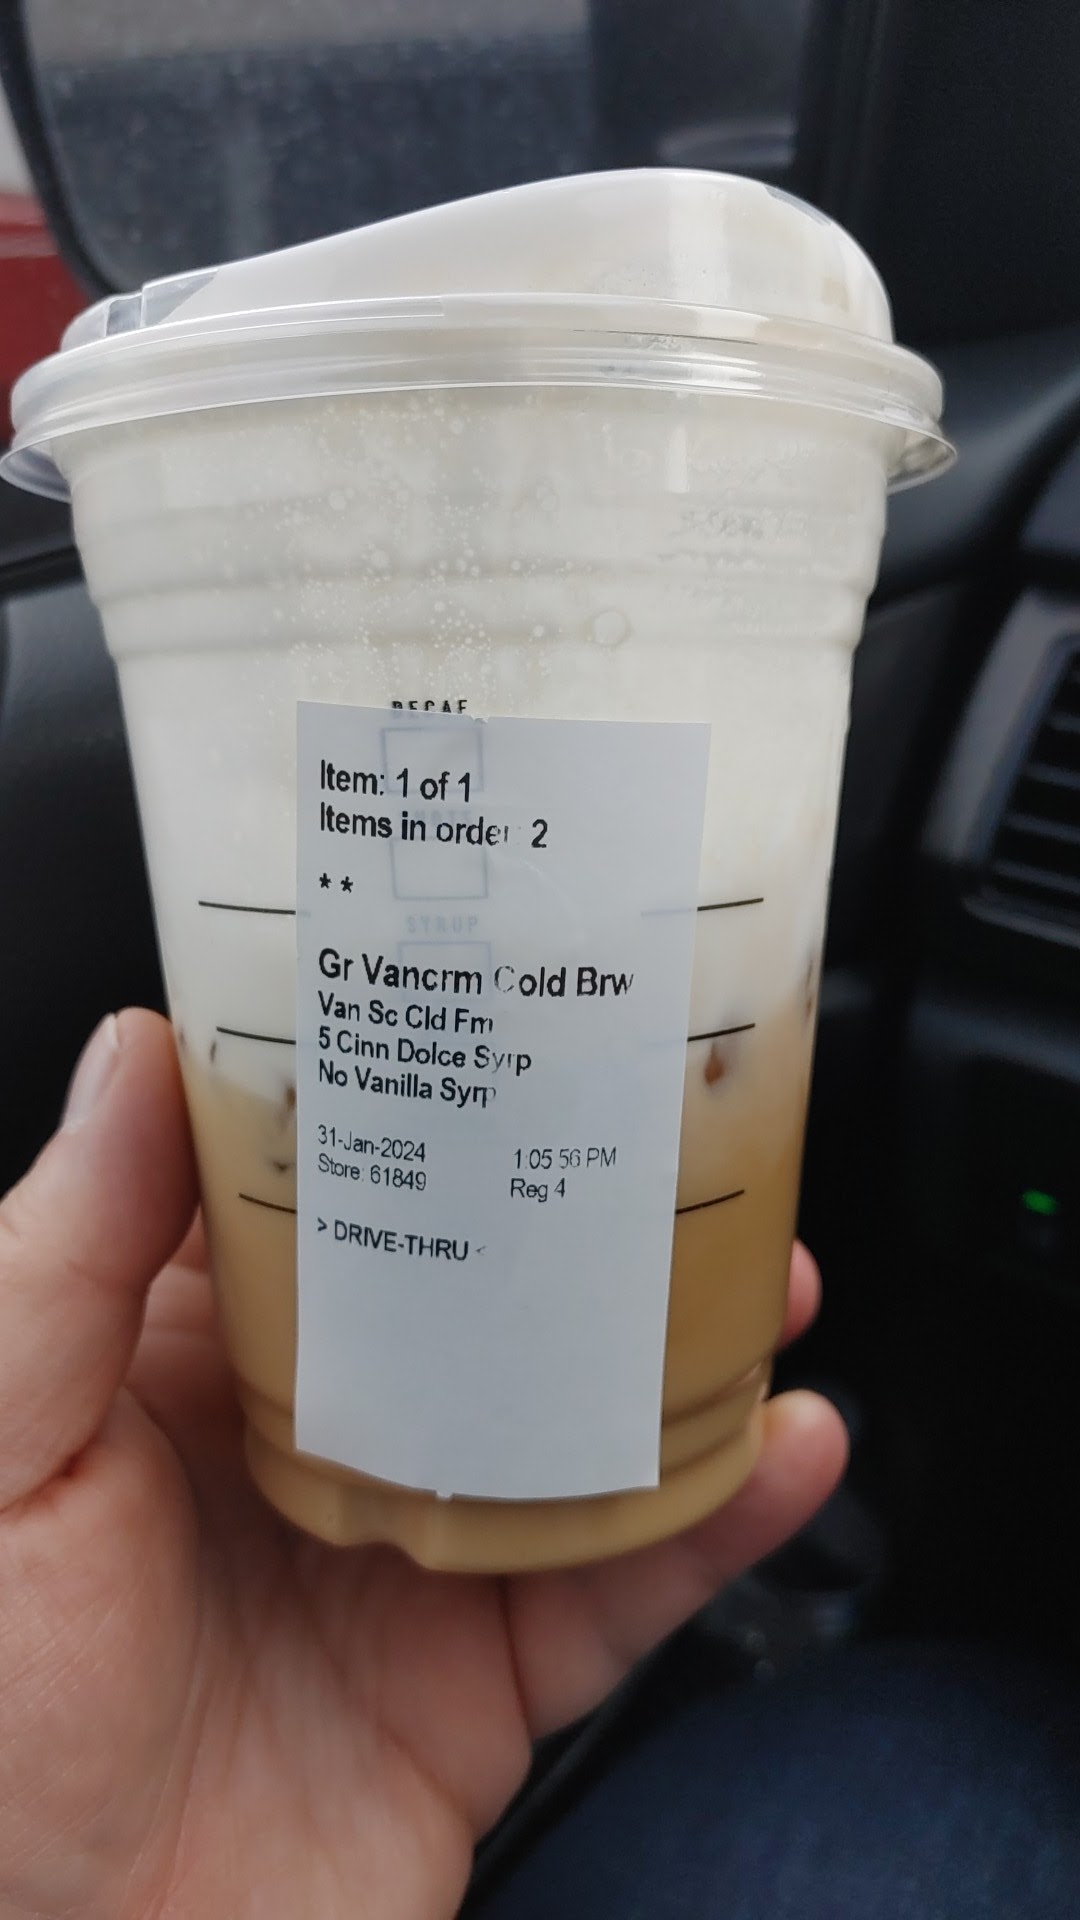 DECAF
Item: 1 of 1
Items in order: 2
* *
SYRUP
Gr Vancrm Cold Brw
Van Sc Cld Fm
5 Cinn Dolce Syrp
No Vanilla Syrp
31-Jan-2024 1:05:56 PM
Store: 61849 Reg 4
> DRIVE-THRU <